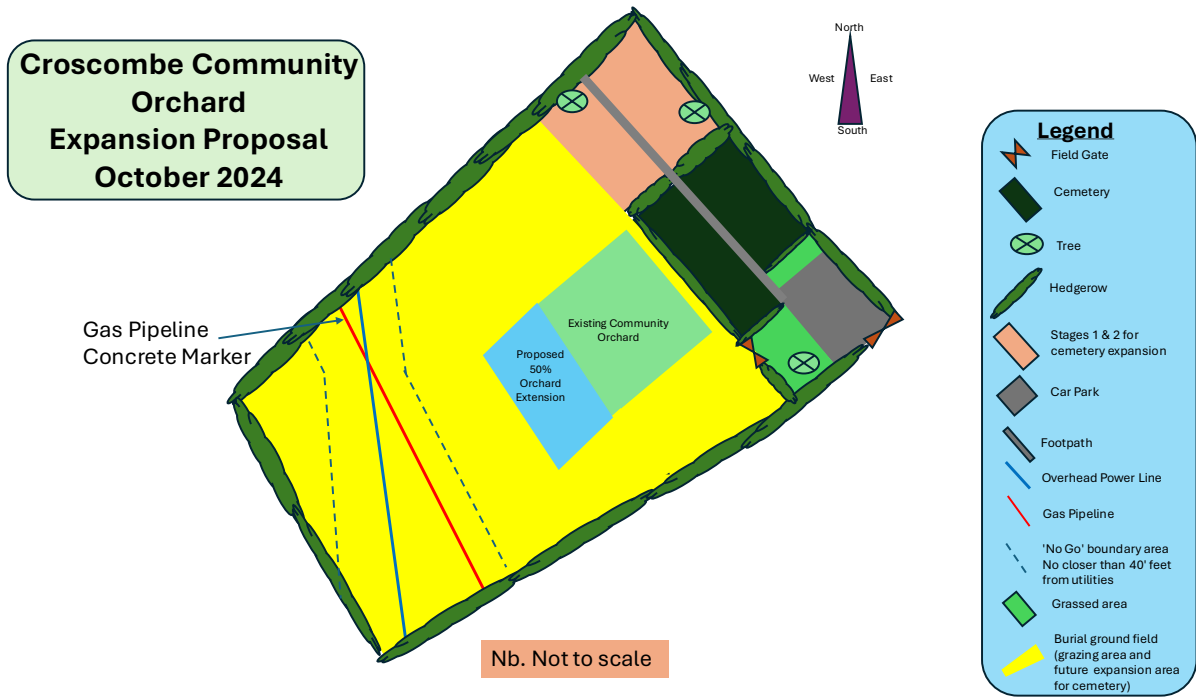 Croscombe Community
Orchard
Expansion Proposal
October 2024
North
West
East
South
Gas Pipeline
Concrete Marker
Existing Community
Orchard
Proposed
50%
Orchard
Extension
Nb. Not to scale
Legend
Field Gate
Cemetery
Tree
Hedgerow
Stages 1 & 2 for
cemetery expansion
Car Park
Footpath
Overhead Power Line
Gas Pipeline
'No Go' boundary area
No closer than 40' feet
from utilities
Grassed area
Burial ground field
(grazing area and
future expansion area
for cemetery)